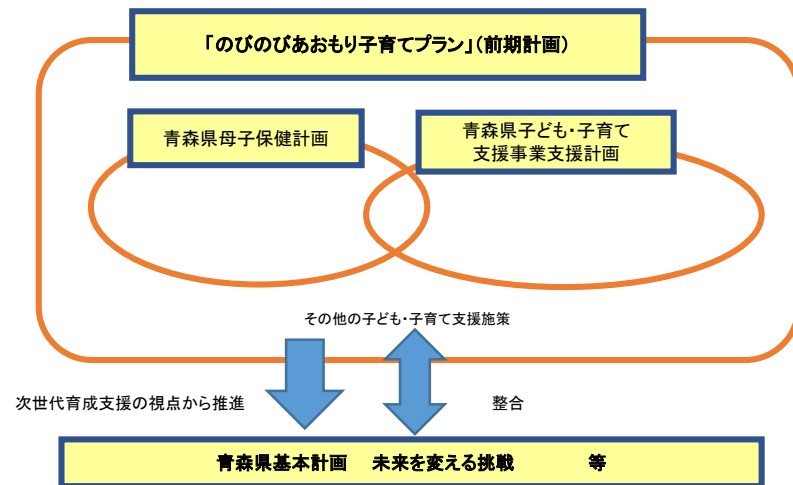 「のびのびあおもり子育てプラン」(前期計画)
青森県母子保健計画
青森県子ども・子育て
支援事業支援計画
その他の子ども・子育て支援施策
次世代育成支援の視点から推進
整合
青森県基本計画　未来を変える挑戦　　　等